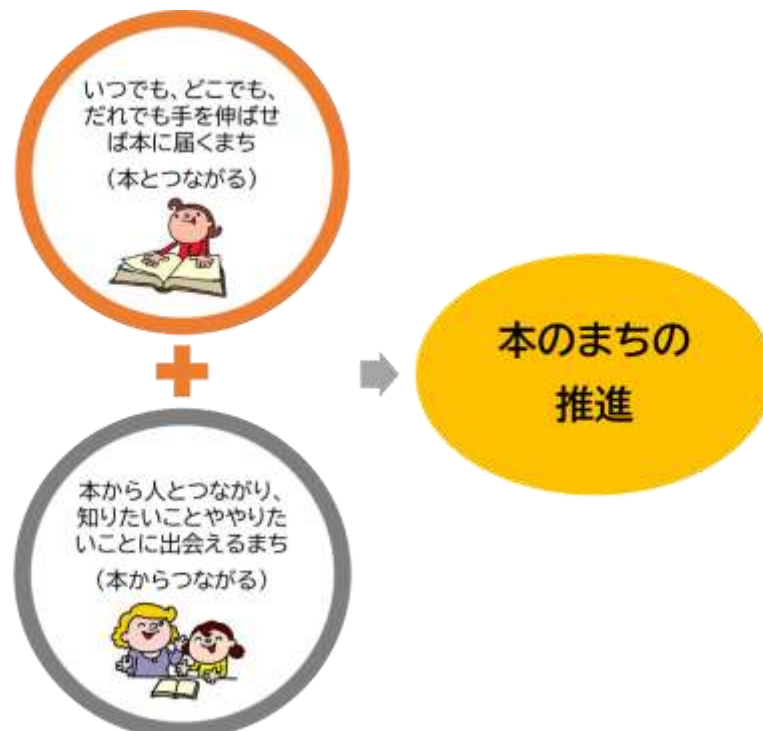 いつでも、どこでも、
だれでも手を伸ばせ
ば本に届くまち
（本とつながる）
本から人とつながり、
知りたいことややりた
いことに出会えるまち
（本からつながる）
本のまちの
推進